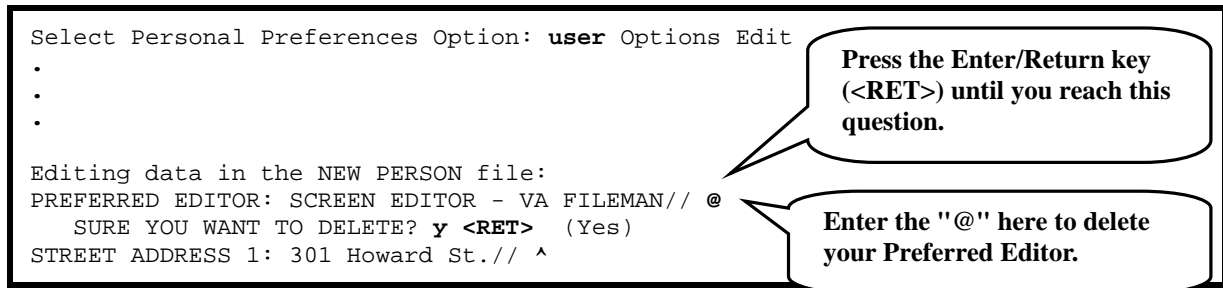 Select Personal Preferences Option: user Options Edit
.
.
.
Press the Enter/Return key
(<RET>) until you reach this
question.
Editing data in the NEW PERSON file:
PREFERRED EDITOR: SCREEN EDITOR - VA FILEMAN// @
SURE YOU WANT TO DELETE? y <RET> (Yes)
STREET ADDRESS 1: 301 Howard St.// ^
Enter the "@" here to delete
your Preferred Editor.